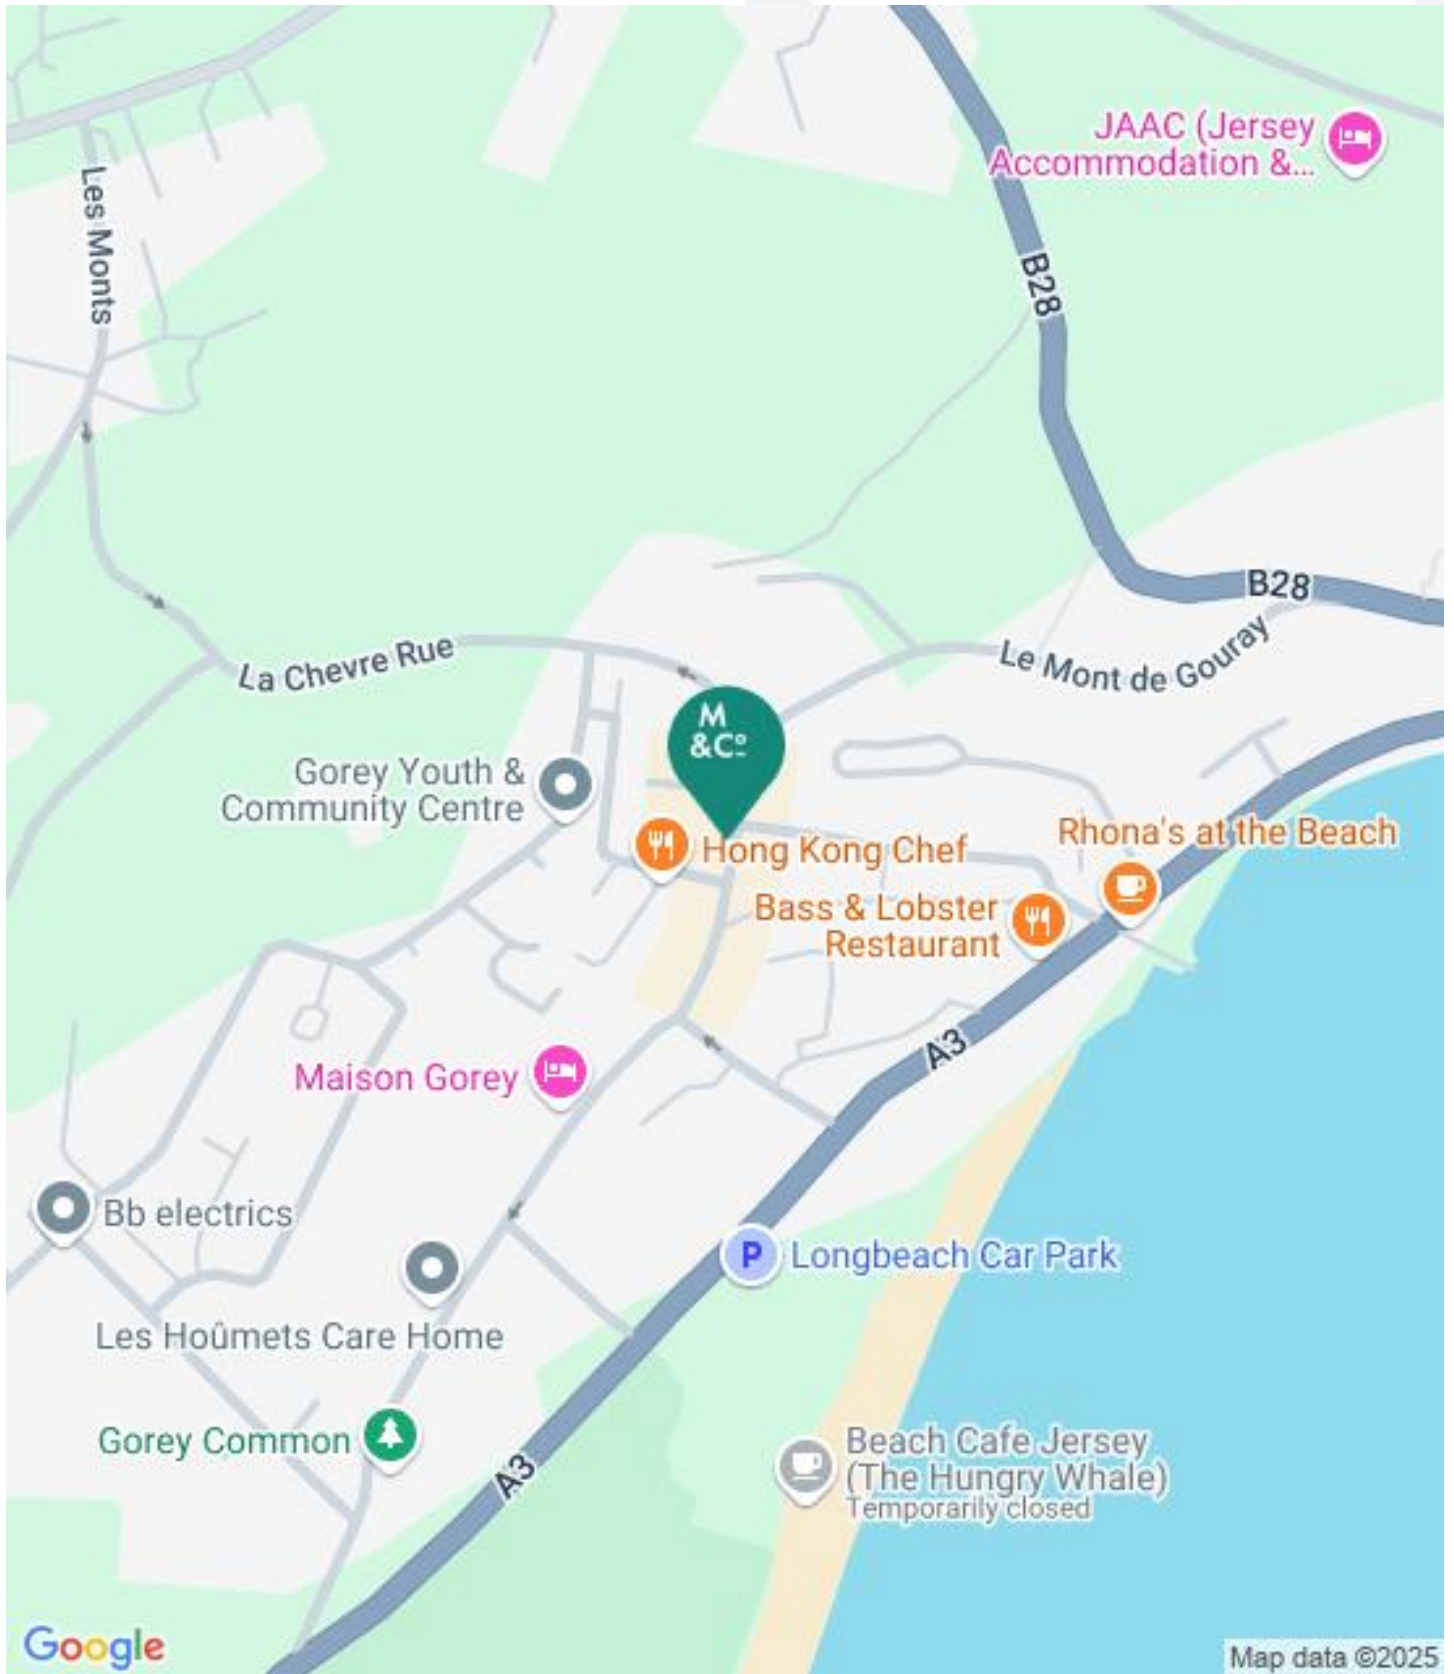 JAAC (Jersey
Accommodation &...
Les Monts
B28
B28
La Chevre Rue
Le Mont de Gouray
M
&Cº
Gorey Youth &
Community Centre
Rhona's at the Beach
Hong Kong Chef
Bass & Lobster
Restaurant
A3
Maison Gorey
Bb electrics
P
Longbeach Car Park
Les Hoûmets Care Home
Gorey Common
Beach Cafe Jersey
(The Hungry Whale)
Temporarily closed
A3
Google
Map data ©2025